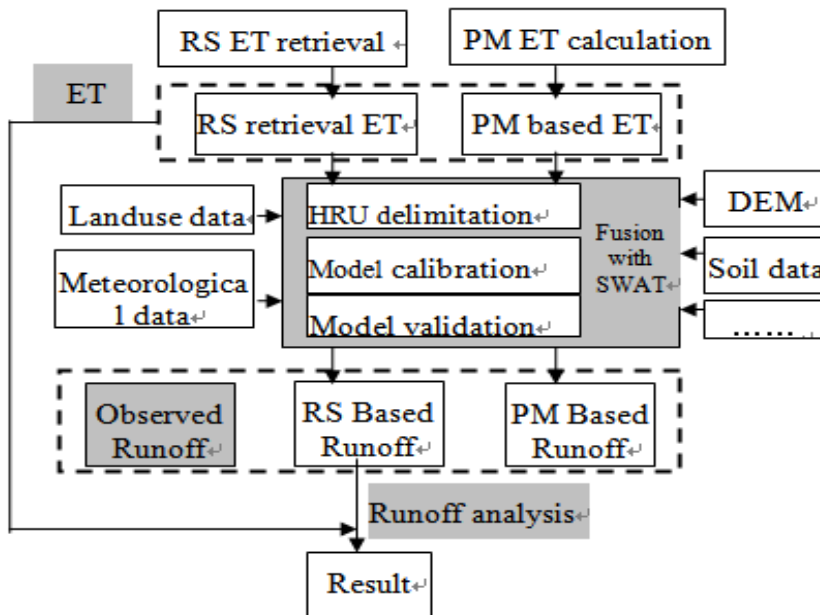 RS ET retrieval
PM ET calculation
ET
RS retrieval ET
PM based ET
Landuse data
HRU delimitation
DEM
Fusion
with
SWAT
Model calibration
Soil data
Meteorologica
l data
Model validation
......
Observed
Runoff
RS Based
Runoff
PM Based
Runoff
Runoff analysis
Result